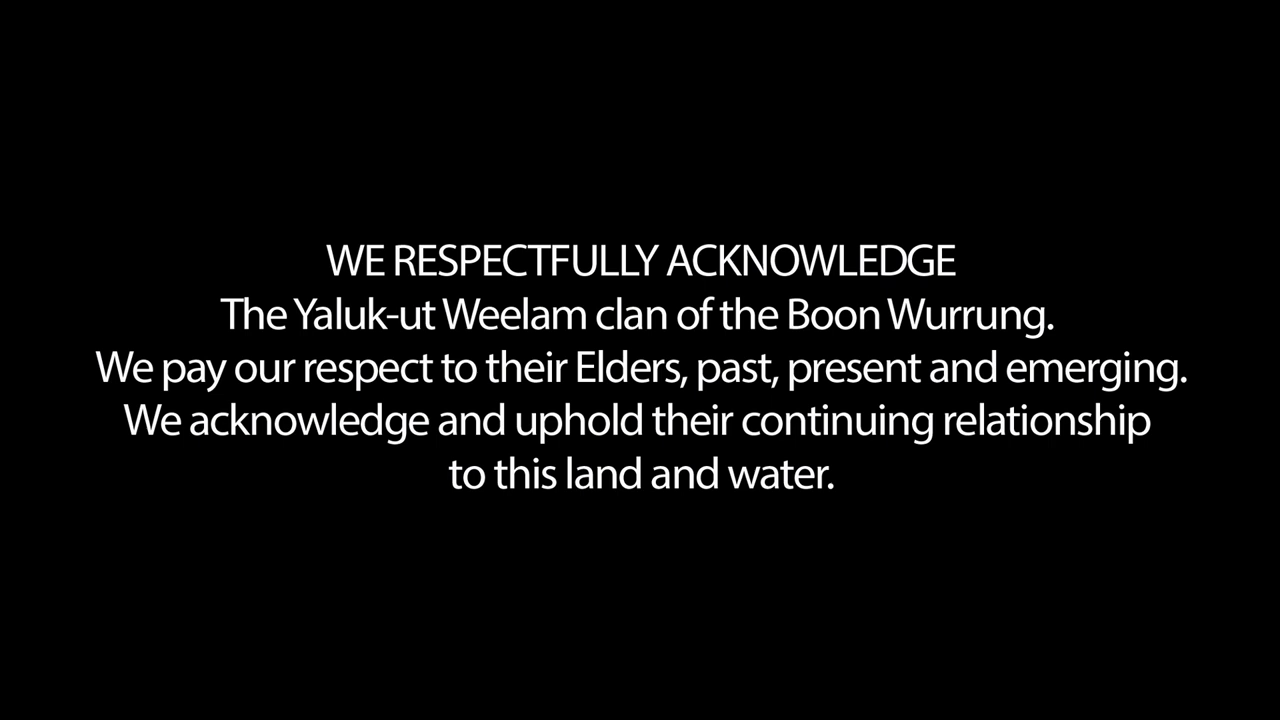 WE RESPECTFULLY ACKNOWLEDGE
The Yaluk-ut Weelam clan of the Boon Wurrung.
We pay our respect to their Elders, past, present and emerging.
We acknowledge and uphold their continuing relationship
to this land and water.